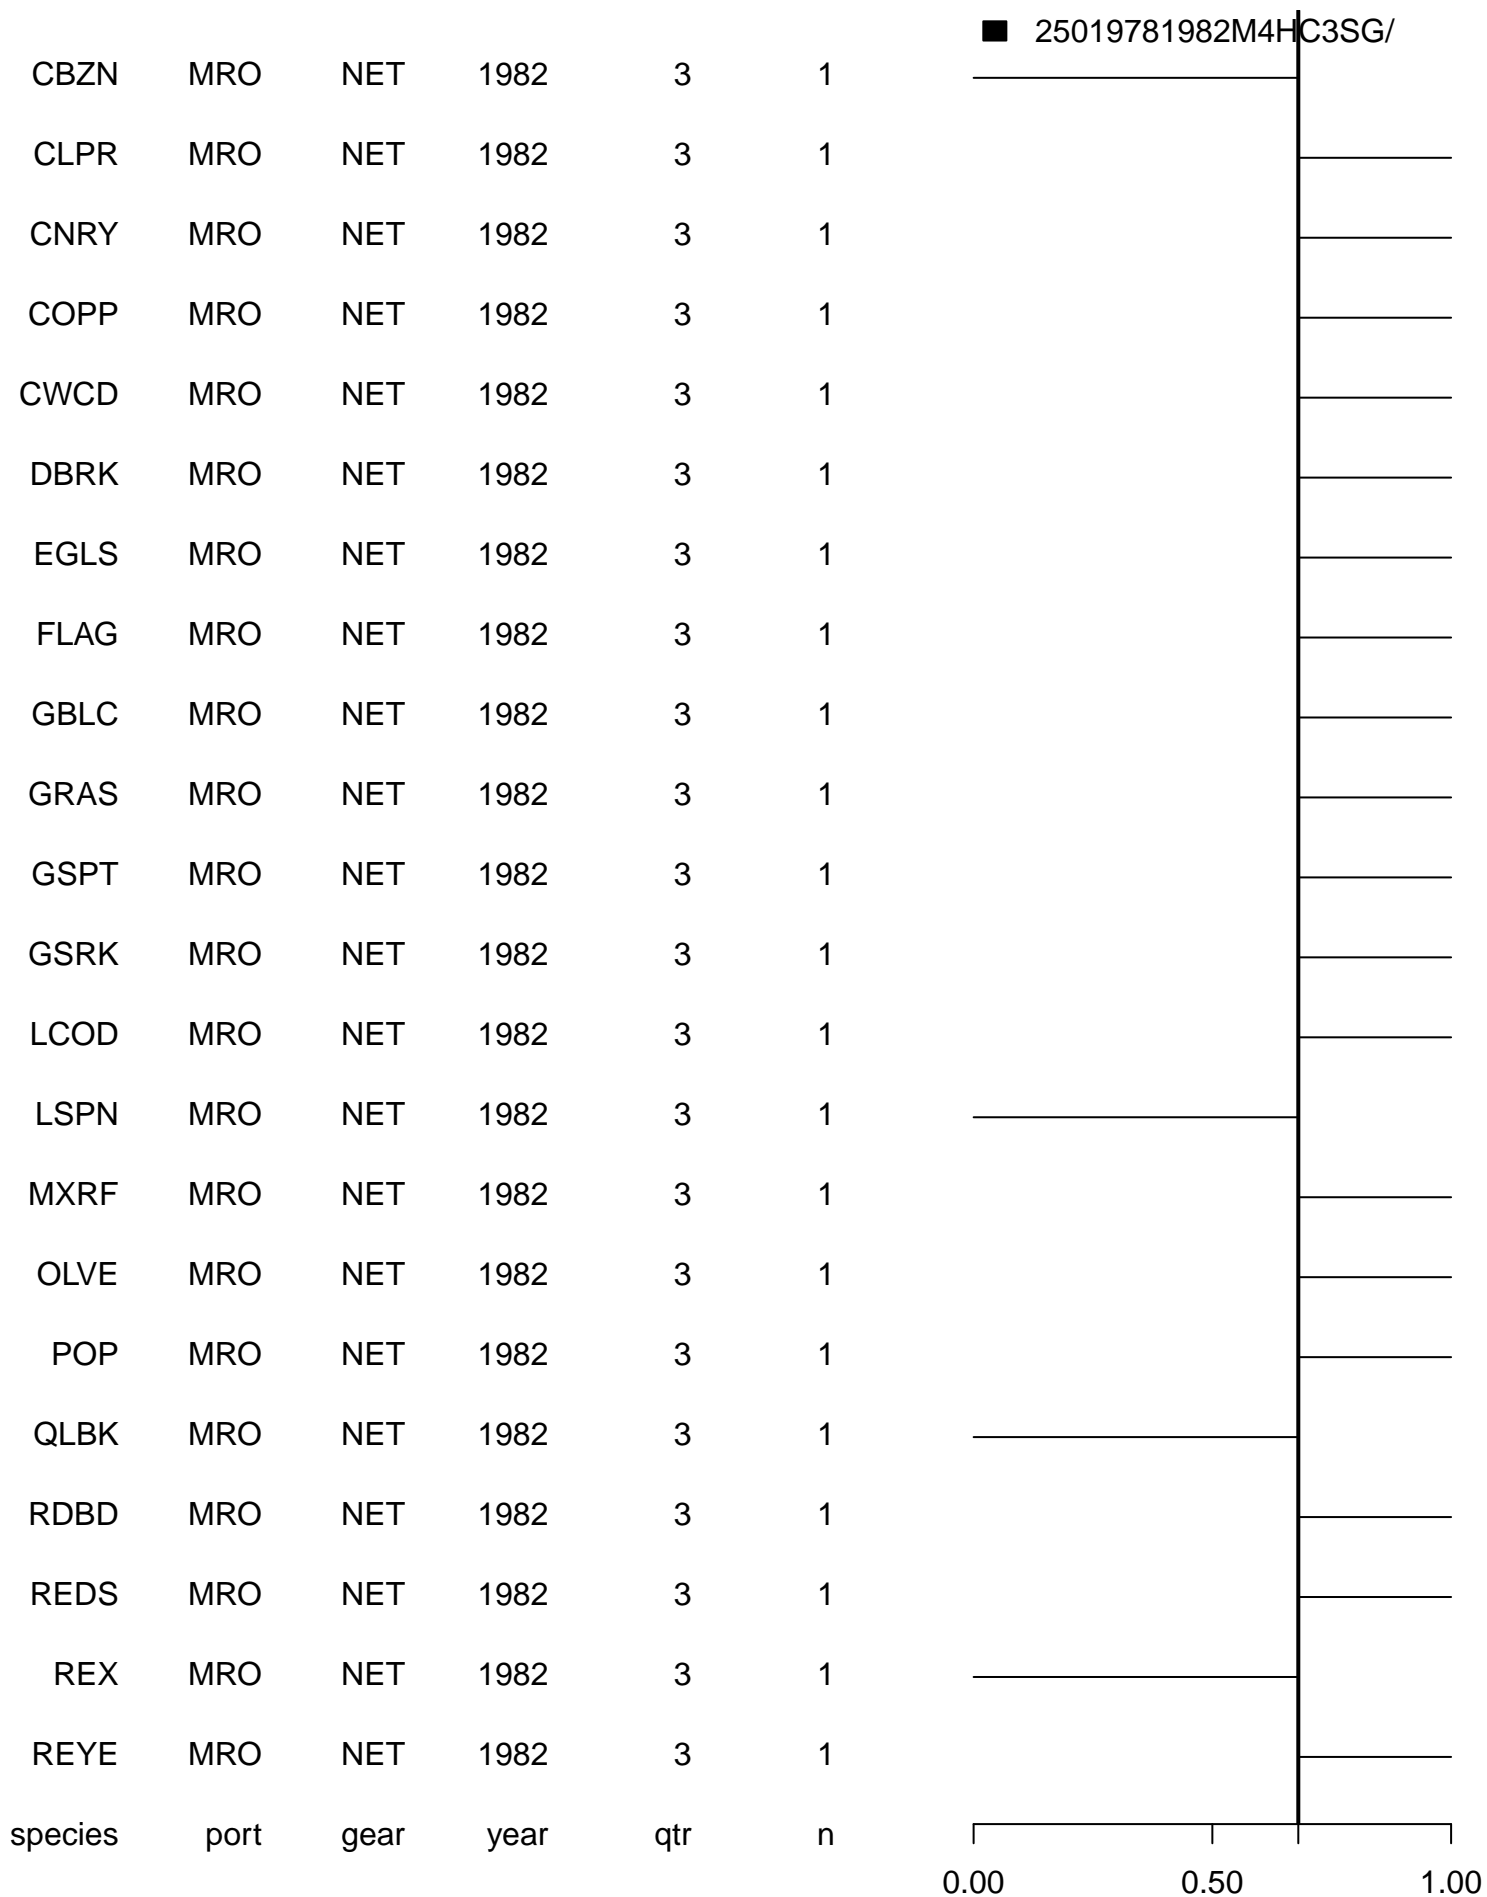 25019781982M4HC3SG/
CBZN MRO NET 1982 3 1
CLPR MRO NET 1982 3 1
CNRY MRO NET 1982 3 1
COPP MRO NET 1982 3 1
CWCD MRO NET 1982 3 1
DBRK MRO NET 1982 3 1
EGLS MRO NET 1982 3 1
FLAG MRO NET 1982 3 1
GBLC MRO NET 1982 3 1
GRAS MRO NET 1982 3 1
GSPT MRO NET 1982 3 1
GSRK MRO NET 1982 3 1
LCOD MRO NET 1982 3 1
LSPN MRO NET 1982 3 1
MXRF MRO NET 1982 3 1
OLVE MRO NET 1982 3 1
POP MRO NET 1982 3 1
QLBK MRO NET 1982 3 1
RDBD MRO NET 1982 3 1
REDS MRO NET 1982 3 1
REX MRO NET 1982 3 1
REYE MRO NET 1982 3 1
species port gear year qtr n
0.00 0.50 1.00